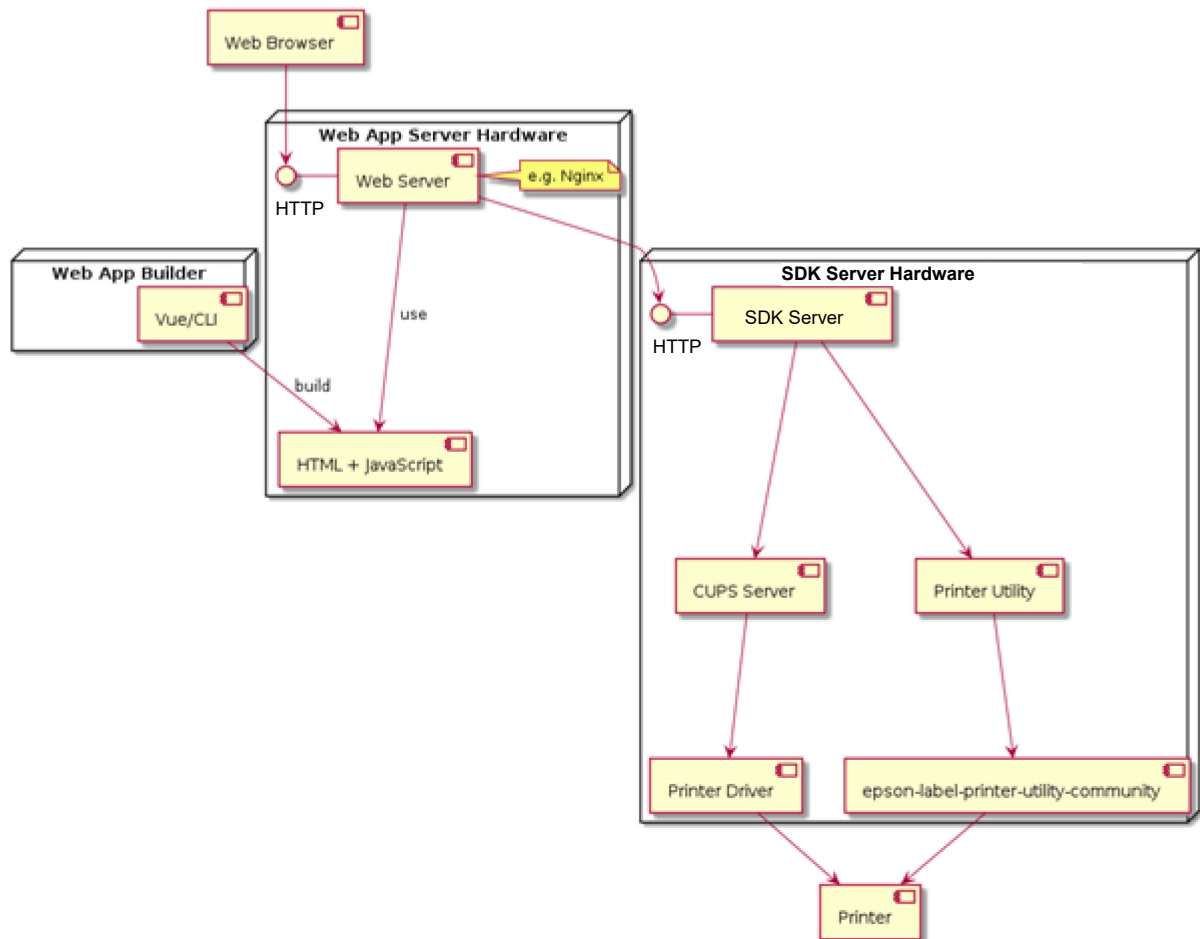 Web Browser
Web App Server Hardware
Web Server
e.g. Nginx
HTTP
Web App Builder
Vue/CLI
use
build
HTML + JavaScript
SDK Server Hardware
SDK Server
HTTP
CUPS Server
Printer Utility
Printer Driver
epson-label-printer-utility-community
Printer